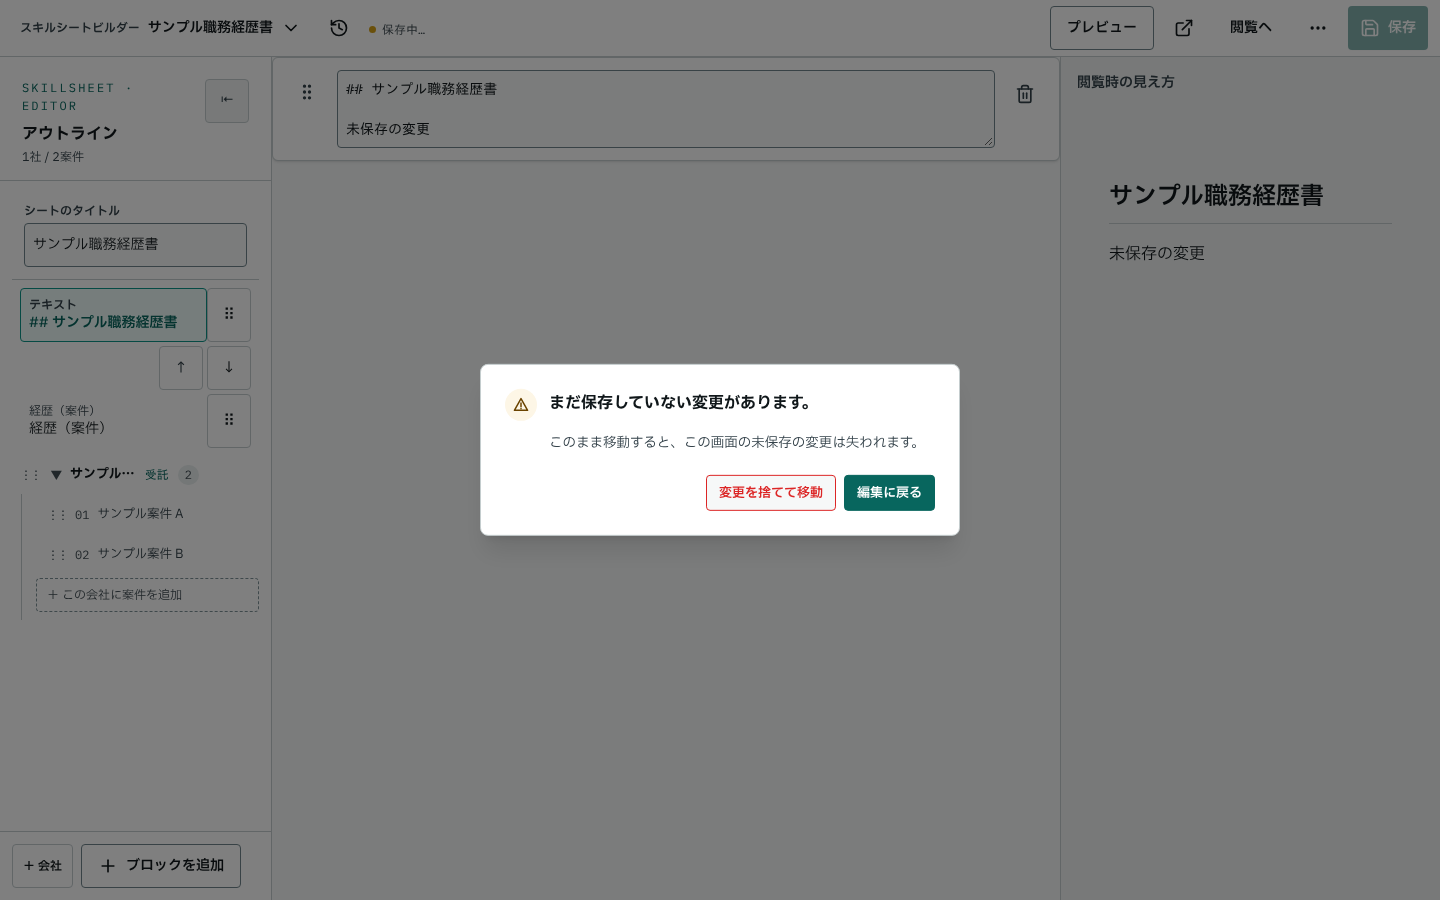 スキルシートビルダー サンプル職務経歴書 保存中… プレビュー 閲覧へ 保存
SKILLSHEET ·
EDITOR
アウトライン
1社 / 2案件
シートのタイトル
サンプル職務経歴書
テキスト
## サンプル職務経歴書
↑ ↓
経歴（案件）
経歴（案件）
▼ サンプル… 受託 2
01 サンプル案件 A
02 サンプル案件 B
+ この会社に案件を追加
+ 会社 + ブロックを追加
## サンプル職務経歴書
未保存の変更
閲覧時の見え方
サンプル職務経歴書
未保存の変更
まだ保存していない変更があります。
このまま移動すると、この画面の未保存の変更は失われます。
変更を捨てて移動 編集に戻る